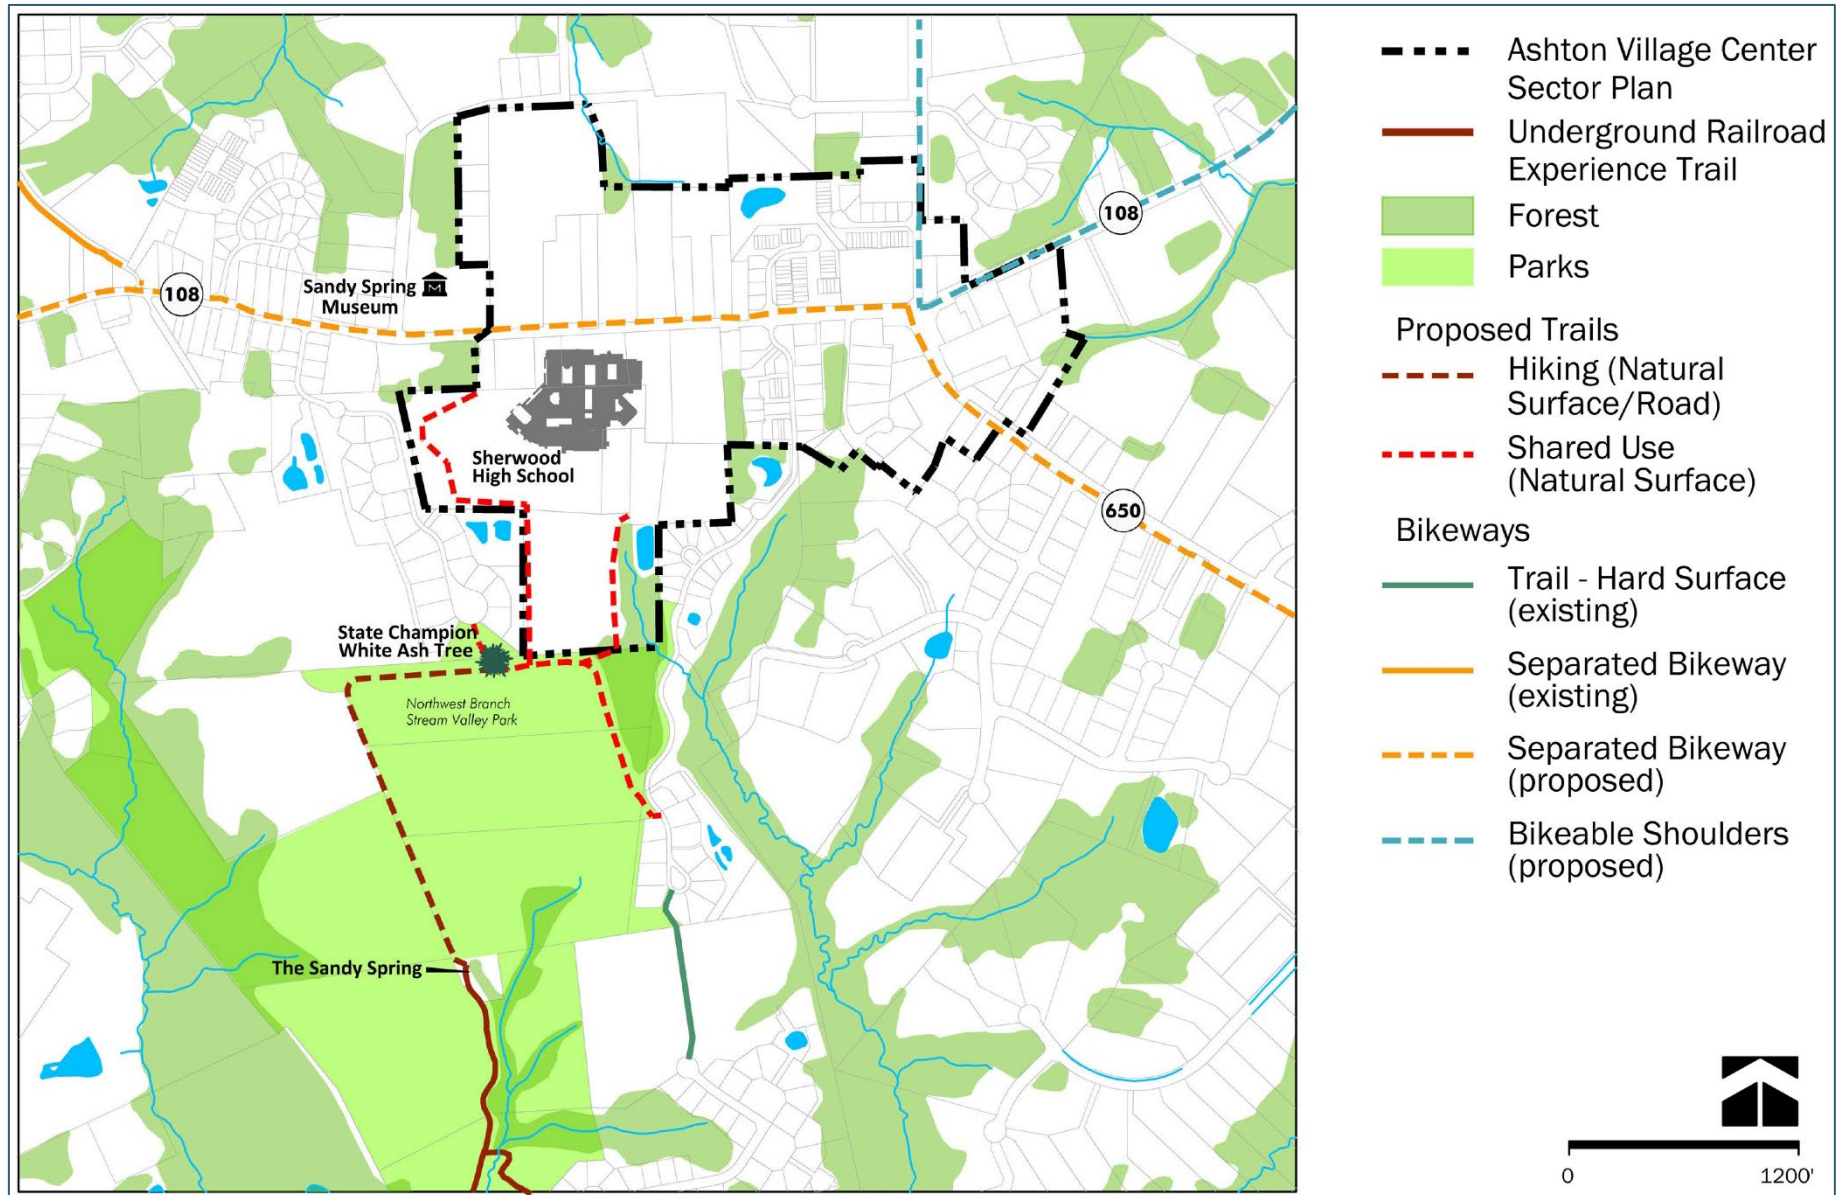 108
Sandy Spring
Museum
108
Sherwood
High School
650
State Champion
White Ash Tree
Northwest Branch
Stream Valley Park
The Sandy Spring
Ashton Village Center
Sector Plan
Underground Railroad
Experience Trail
Forest
Parks
Proposed Trails
Hiking (Natural
Surface/Road)
Shared Use
(Natural Surface)
Bikeways
Trail - Hard Surface
(existing)
Separated Bikeway
(existing)
Separated Bikeway
(proposed)
Bikeable Shoulders
(proposed)
0 1200'